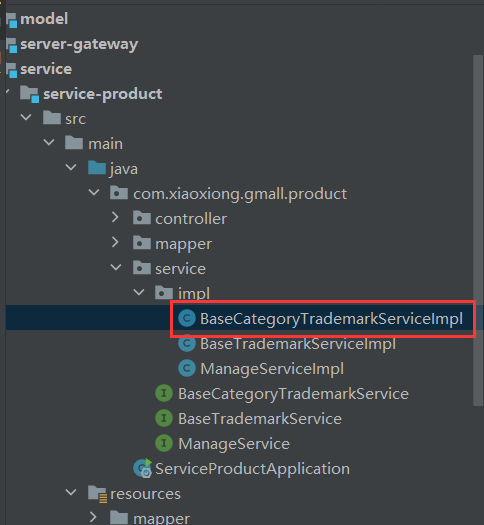 model
server-gateway
service
service-product
src
main
java
com.xiaoxiong.gmall.product
controller
mapper
service
impl
BaseCategoryTrademarkServiceImpl
BaseTrademarkServiceImpl
ManageServiceImpl
BaseCategoryTrademarkService
BaseTrademarkService
ManageService
ServiceProductApplication
resources
mapper